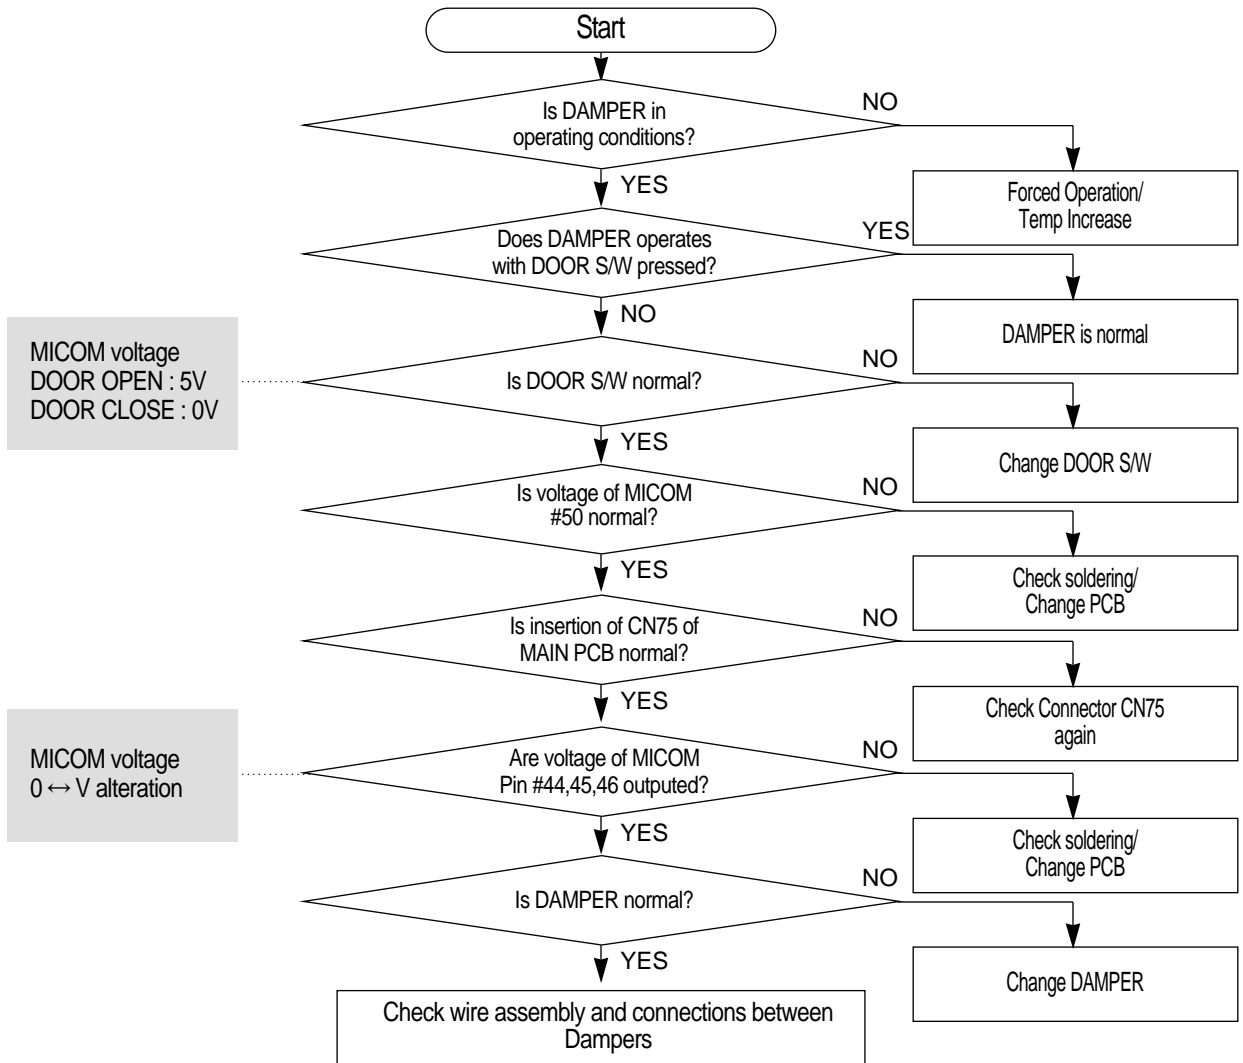 Start
Is DAMPER in
operating conditions?
NO
YES
Forced Operation/
Temp Increase
Does DAMPER operates
with DOOR S/W pressed?
YES
NO
DAMPER is normal
MICOM voltage
DOOR OPEN : 5V
DOOR CLOSE : 0V
Is DOOR S/W normal?
NO
YES
Change DOOR S/W
Is voltage of MICOM
#50 normal?
NO
YES
Check soldering/
Change PCB
Is insertion of CN75 of
MAIN PCB normal?
NO
YES
Check Connector CN75
again
MICOM voltage
0 ↔ V alteration
Are voltage of MICOM
Pin #44,45,46 outputed?
NO
YES
Check soldering/
Change PCB
Is DAMPER normal?
NO
YES
Change DAMPER
Check wire assembly and connections between
Dampers